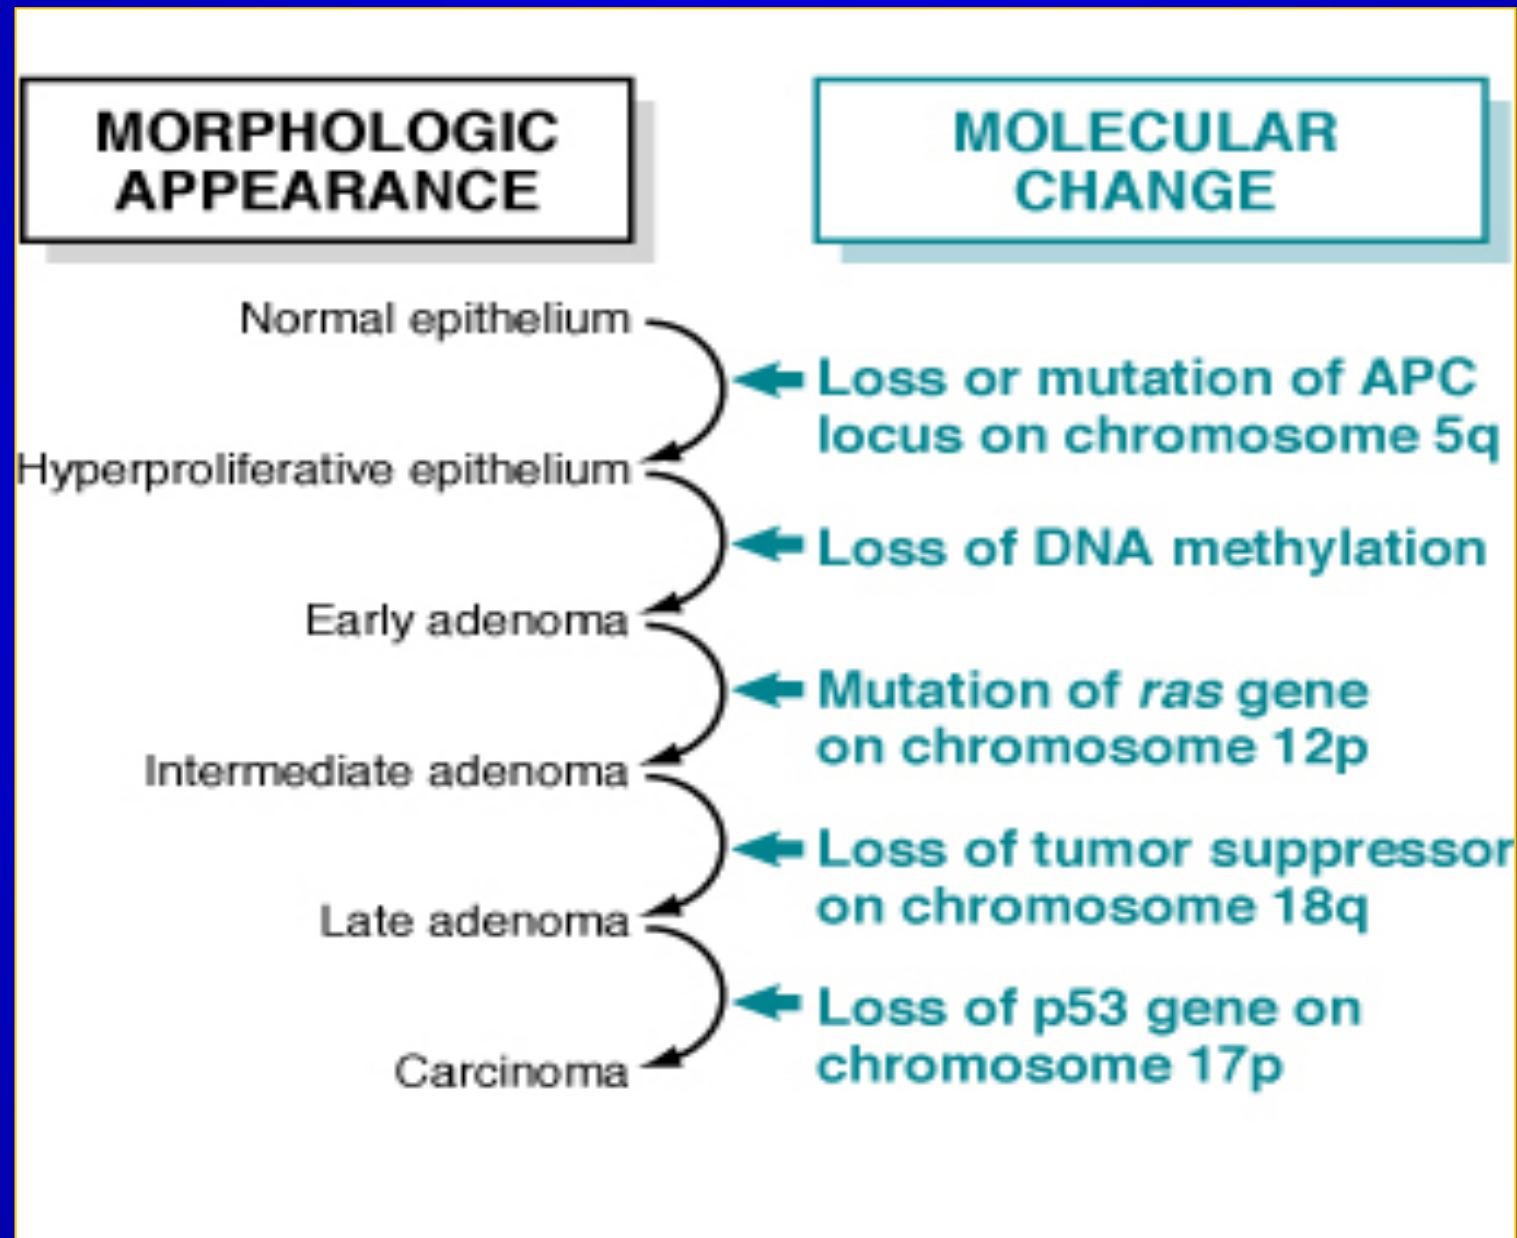 MORPHOLOGIC
APPEARANCE
MOLECULAR
CHANGE
Normal epithelium
Loss or mutation of APC
locus on chromosome 5q
Hyperproliferative epithelium
Loss of DNA methylation
Early adenoma
Mutation of ras gene
on chromosome 12p
Intermediate adenoma
Loss of tumor suppressor
on chromosome 18q
Late adenoma
Loss of p53 gene on
chromosome 17p
Carcinoma